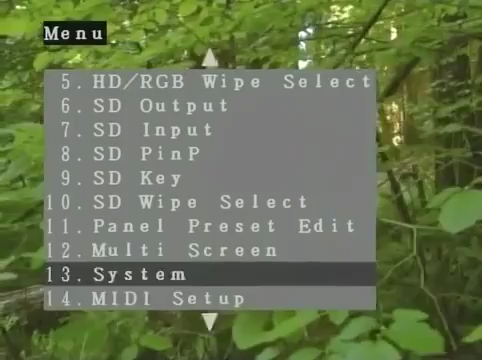 Menu
5. HD/RGB Wipe Select
6. SD Output
7. SD Input
8. SD PinP
9. SD Key
10. SD Wipe Select
11. Panel Preset Edit
12. Multi Screen
13. System
14. MIDI Setup